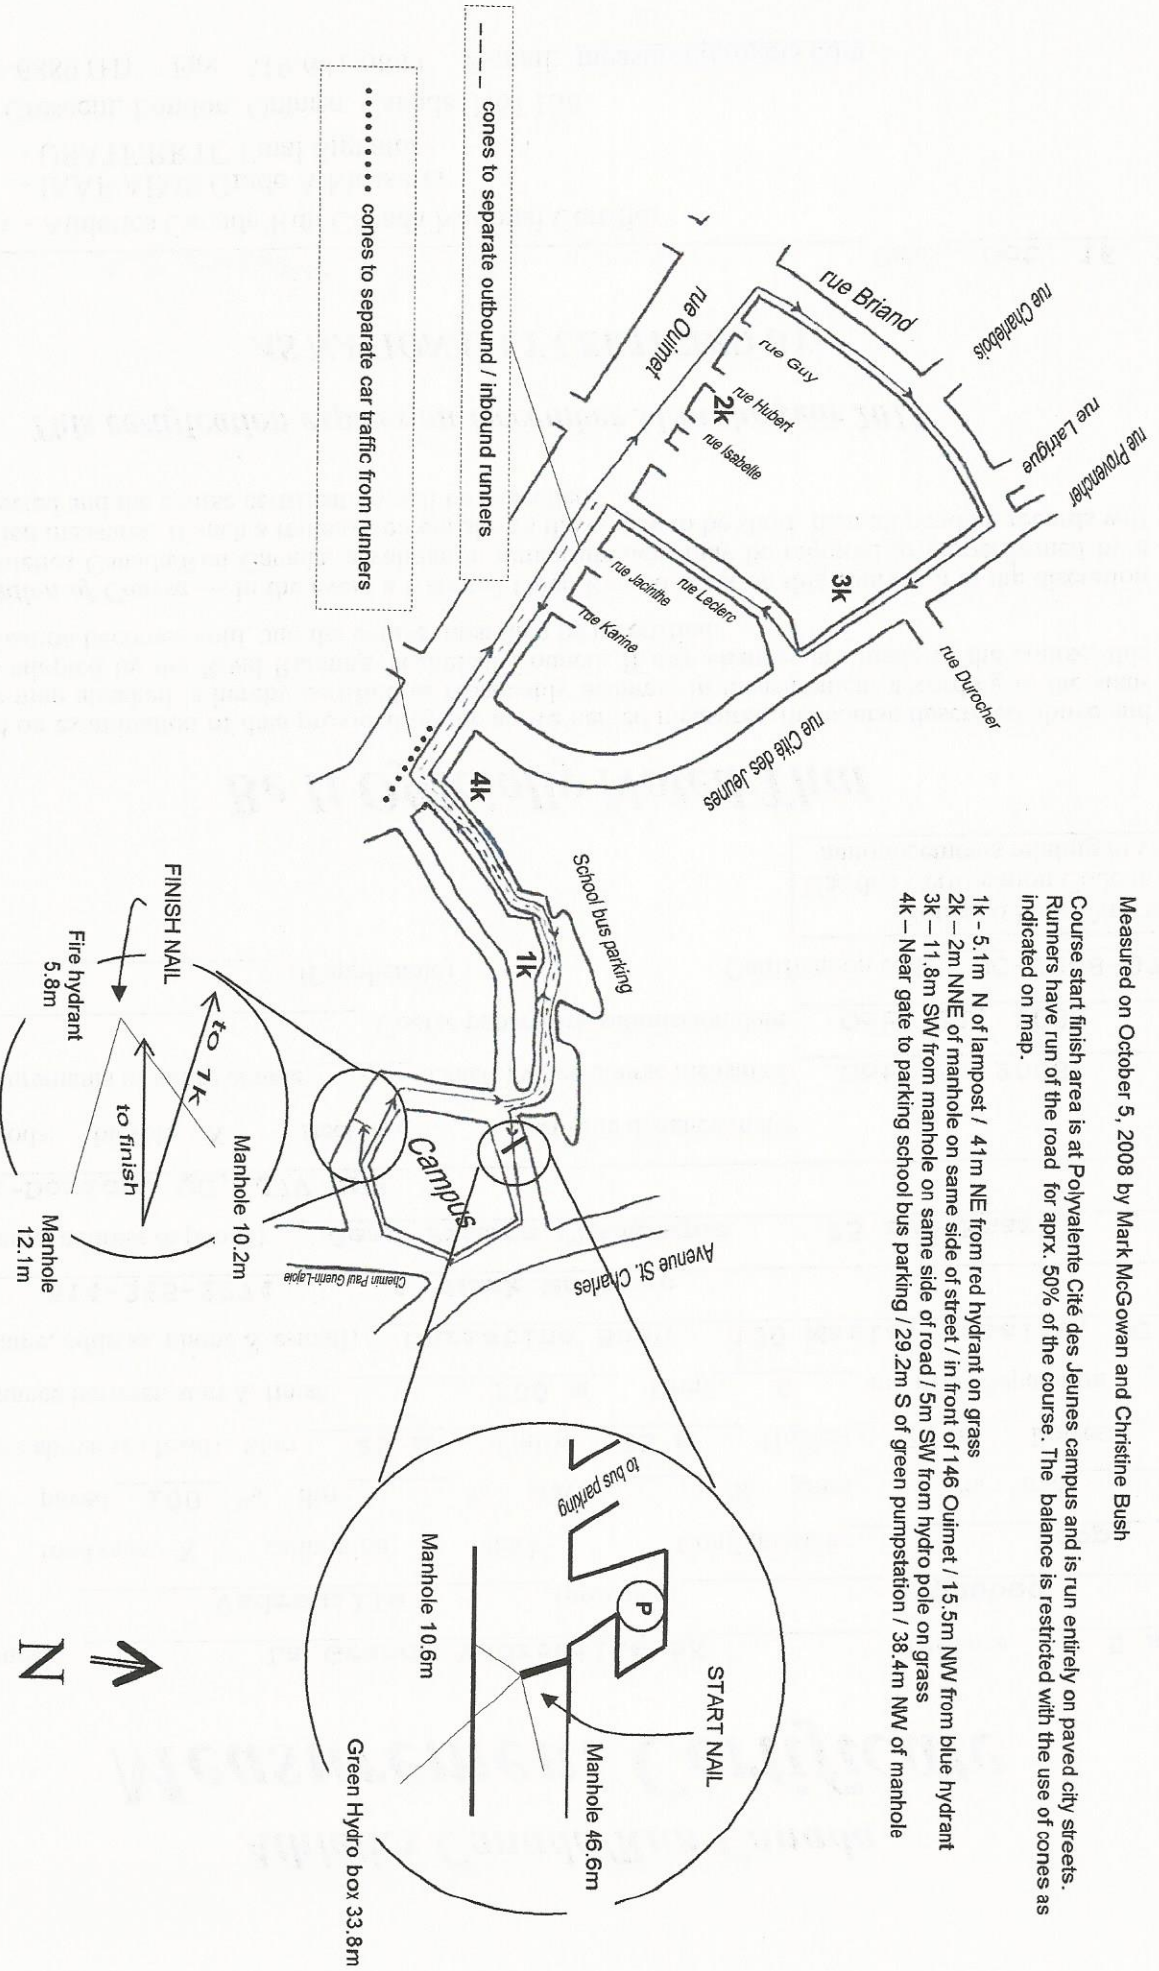 Measured on October 5, 2008 by Mark McGowan and Christine Bush
Course start finish area is at Polyvalente Cité des Jeunes campus and is run entirely on paved city streets.
Runners have run of the road for aprx. 50% of the course. The balance is restricted with the use of cones as
indicated on map.
1k - 5.1m N of lampost / 41m NE from red hydrant on grass
2k – 2m NNE of manhole on same side of street / in front of 146 Ouimet / 15.5m NW from blue hydrant
3k – 11.8m SW from manhole on same side of road / 5m SW from hydro pole on grass
4k – Near gate to parking school bus parking / 29.2m S of green pumpstation / 38.4m NW of manhole
rue Charlebois
rue Latrigue
rue Provencher
rue Briand
rue Ouimet
rue Guy
rue Hubert
2k
rue Isabelle
3k
rue Durocher
rue Jacinthe
rue Leclerc
rue Karine
rue Cité des Jeunes
---- cones to separate outbound / inbound runners
......... cones to separate car traffic from runners
4k
School bus parking
1k
Campus
Avenue St. Charles
Chemin Paul Guerin-Lajoie
FINISH NAIL
to 1k
to finish
Fire hydrant
5.8m
Manhole 10.2m
Manhole
12.1m
to bus parking
P
START NAIL
Manhole 10.6m
Manhole 46.6m
Green Hydro box 33.8m
N